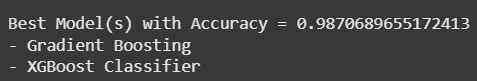 Best Model(s) with Accuracy = 0.9870689655172413
- Gradient Boosting
- XGBoost Classifier